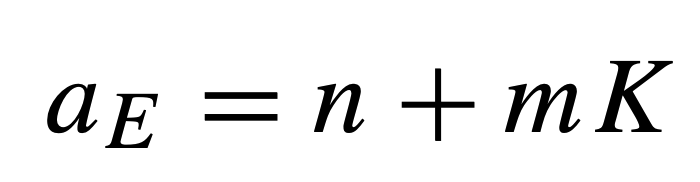 a_E = n + mK